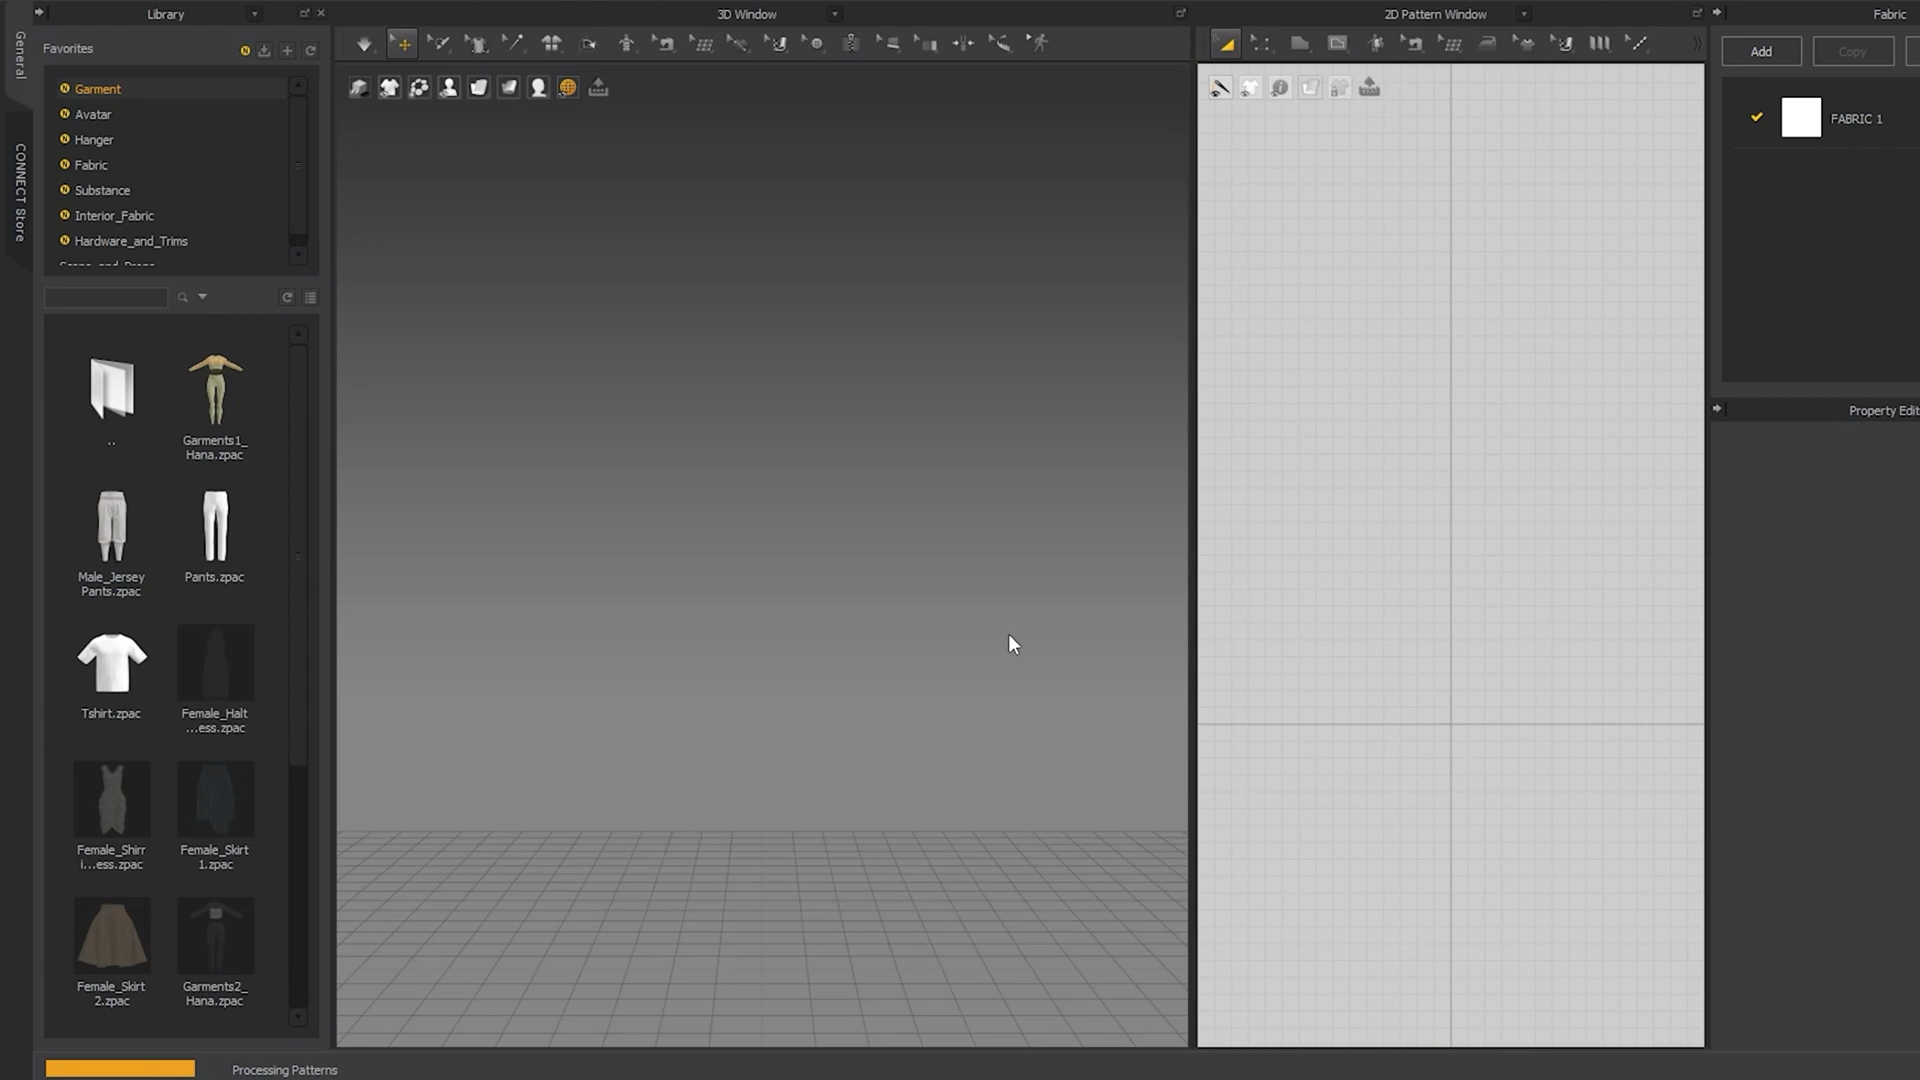 Library
3D Window
2D Pattern Window
Fabric
General
CONNECT Store
Favorites
Garment
Avatar
Hanger
Fabric
Substance
Interior_Fabric
Hardware_and_Trims
Add
Copy
FABRIC 1
Property Edit
..
Garments1_
Hana.zpac
Male_Jersey
Pants.zpac
Pants.zpac
Tshirt.zpac
Female_Halt
...ess.zpac
Female_Shirr
i...ess.zpac
Female_Skirt
1.zpac
Female_Skirt
2.zpac
Garments2_
Hana.zpac
Processing Patterns